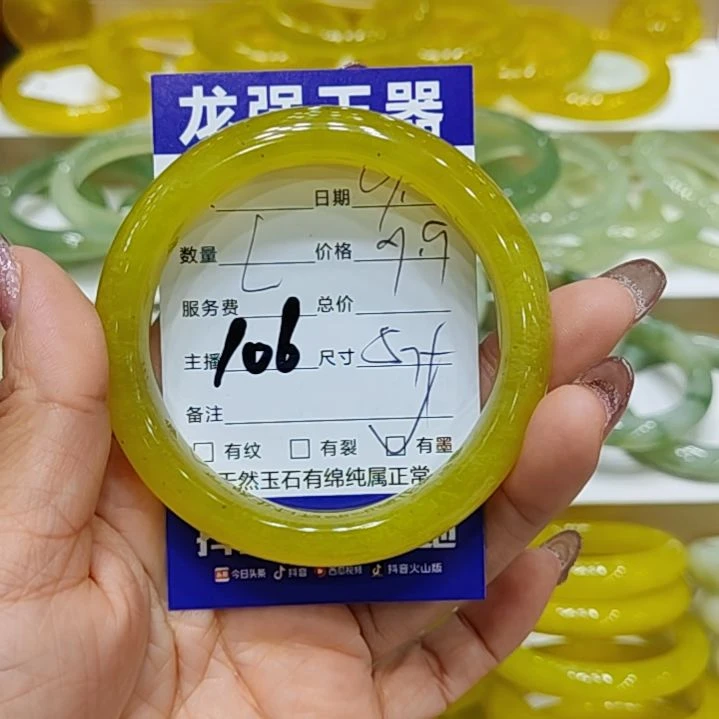 龙强玉器
日期
数量 价格 9.9
服务费 总价
主播 106 尺寸 57
备注
有纹 有裂 有墨
天然玉石有绵纯属正常
今日头条 抖音 西瓜视频 抖音火山版